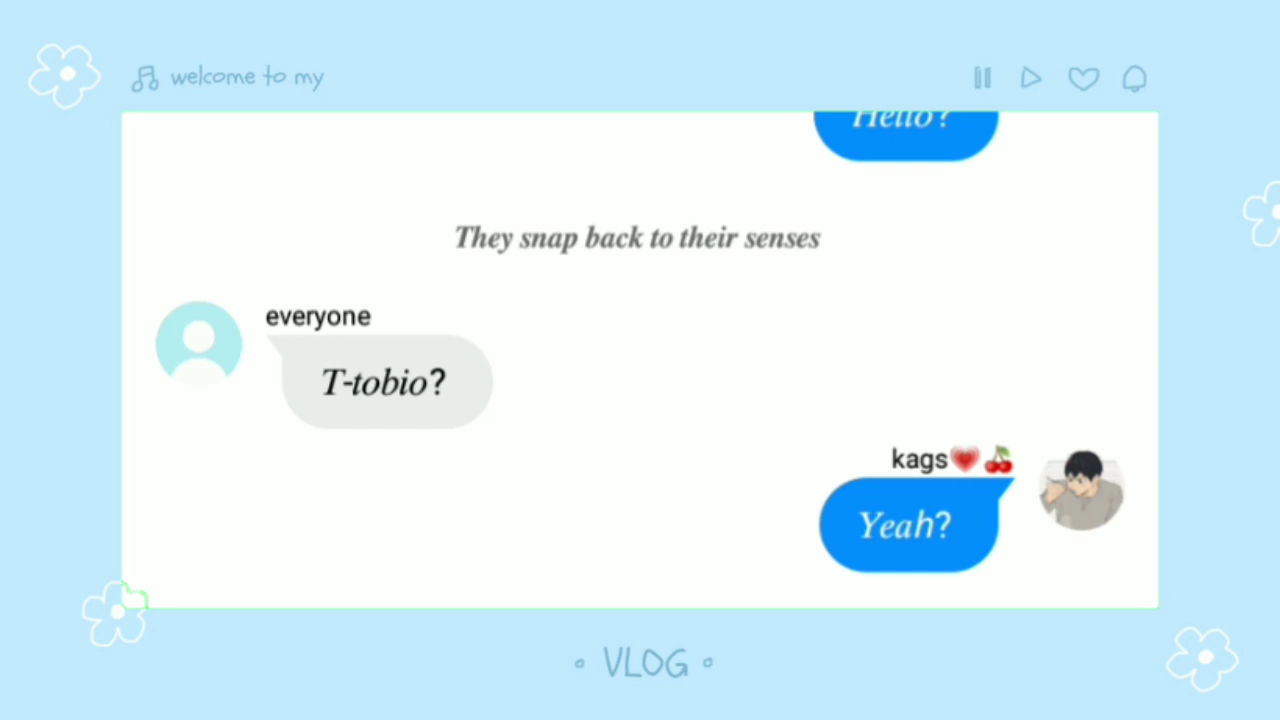 welcome to my
Hello?
They snap back to their senses
everyone
T-tobio?
kags💗🍒
Yeah?
• VLOG •